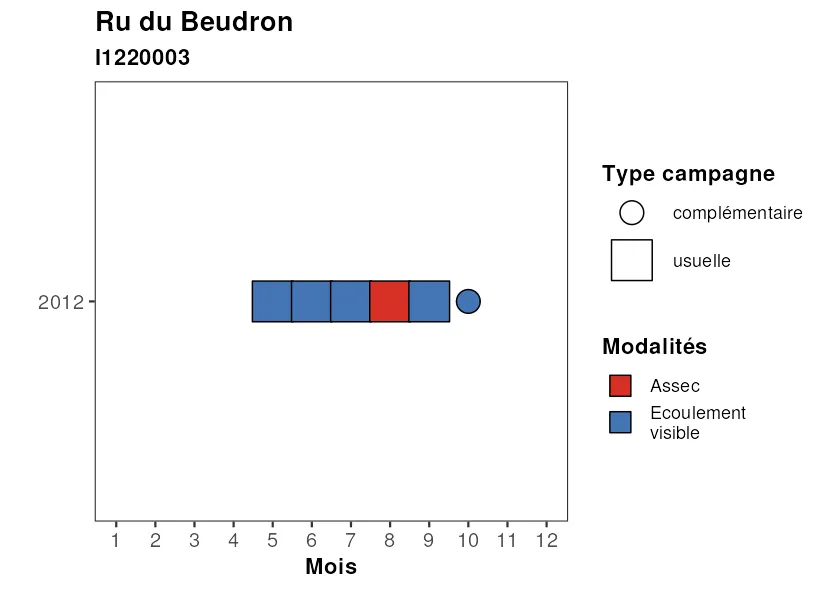 Ru du Beudron
I1220003
Type campagne
complémentaire
usuelle
2012
Modalités
Assec
Ecoulement
visible
1 2 3 4 5 6 7 8 9 10 11 12
Mois